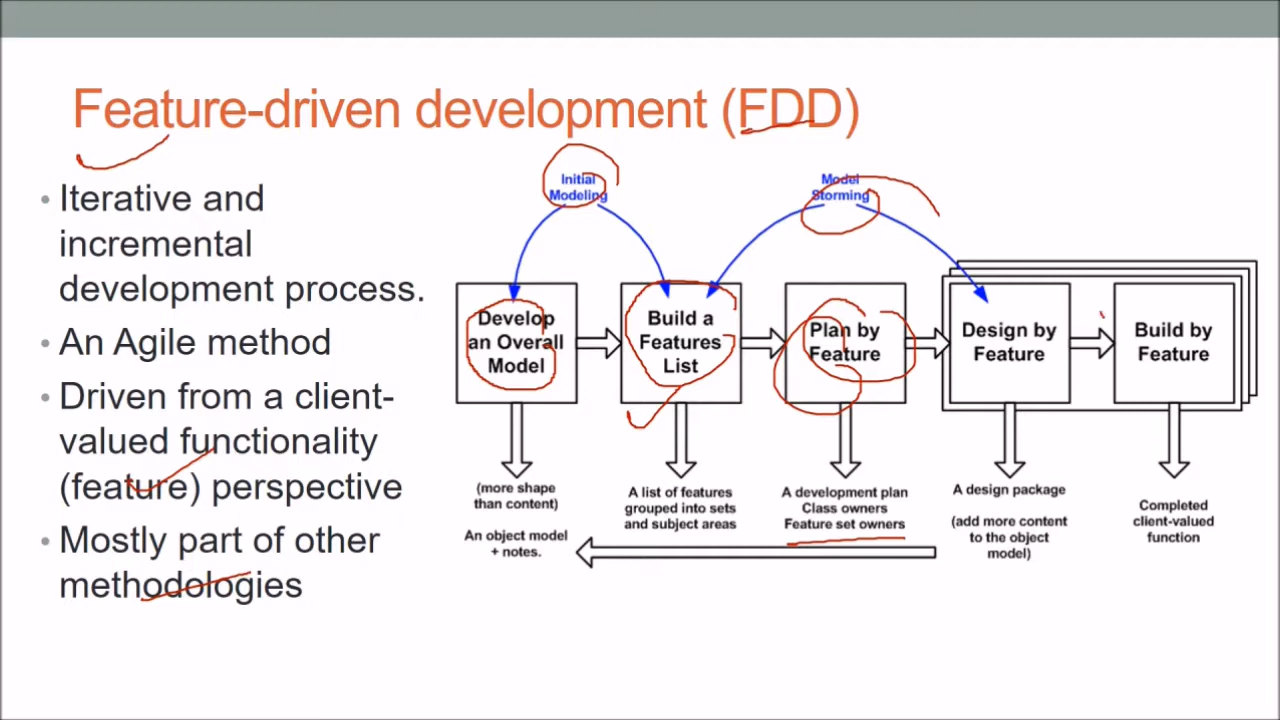 Feature-driven development (FDD)
• Iterative and
incremental
development process.
• An Agile method
• Driven from a client-
valued functionality
(feature) perspective
• Mostly part of other
methodologies
Initial
Modeling
Model
Storming
Develop
an Overall
Model
Build a
Features
List
Plan by
Feature
Design by
Feature
Build by
Feature
(more shape
than content)
An object model
+ notes.
A list of features
grouped into sets
and subject areas
A development plan
Class owners
Feature set owners
A design package
(add more content
to the object
model)
Completed
client-valued
function